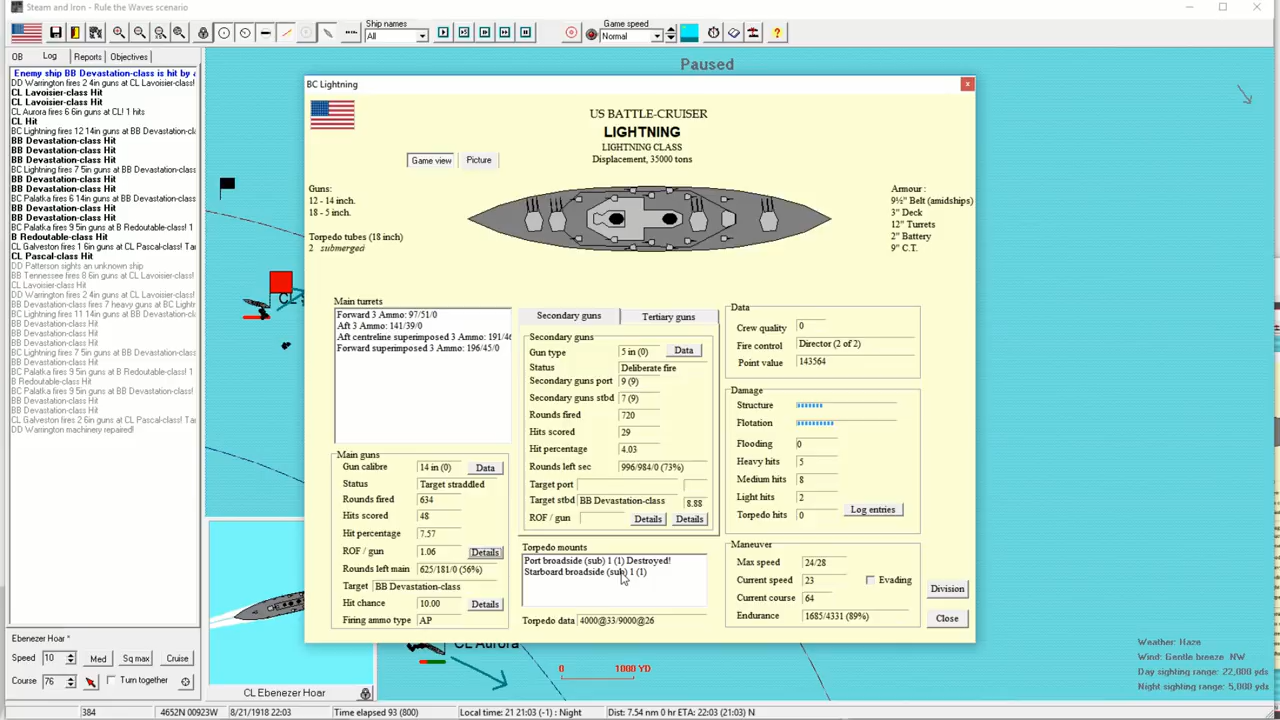 Steam and Iron - Rule the Waves scenario
Ship names
All
Game speed
Normal
OB Log Reports Objectives
Paused
Enemy ship BB Devastation-class is hit by a
DD Warrington fires 2 4in guns at CL Lavoisier-class!
CL Lavoisier-class Hit
CL Lavoisier-class Hit
CL Aurora fires 6 6in guns at CL! 1 hits
CL Hit
BC Lightning fires 12 14in guns at BB Devastation-cl
BB Devastation-class Hit
BB Devastation-class Hit
BB Devastation-class Hit
BC Lightning fires 7 5in guns at BB Devastation-clas
BB Devastation-class Hit
BB Devastation-class Hit
BC Palatka fires 6 14in guns at BB Devastation-class
BB Devastation-class Hit
BB Devastation-class Hit
BC Palatka fires 9 5in guns at B Redoutable-class! 1
B Redoutable-class Hit
CL Galveston fires 1 6in guns at CL Pascal-class! Ta
CL Pascal-class Hit
DD Patterson sights an unknown ship
BB Tennessee fires 8 6in guns at CL Lavoisier-class!
CL Lavoisier-class Hit
DD Warrington fires 2 4in guns at CL Lavoisier-class!
BB Devastation-class fires 7 heavy guns at BC Lightn
BC Lightning fires 11 14in guns at BB Devastation-cl
BB Devastation-class Hit
BB Devastation-class Hit
BC Lightning fires 7 5in guns at BB Devastation-clas
BB Devastation-class Hit
BC Palatka fires 9 5in guns at B Redoutable-class! 1
B Redoutable-class Hit
BC Palatka fires 9 5in guns at BB Devastation-class!
BB Devastation-class Hit
BB Devastation-class Hit
CL Galveston fires 2 6in guns at CL Pascal-class! Tar
DD Warrington machinery repaired!
BC Lightning
US BATTLE-CRUISER
LIGHTNING
LIGHTNING CLASS
Displacement, 35000 tons
Game view Picture
Guns:
12 - 14 inch.
18 - 5 inch.
Torpedo tubes (18 inch)
2 submerged
Armour :
9½" Belt (amidships)
3" Deck
12" Turrets
2" Battery
9" C.T.
Main turrets
Forward 3 Ammo: 97/51/0
Aft 3 Ammo: 141/39/0
Aft centreline superimposed 3 Ammo: 191/46
Forward superimposed 3 Ammo: 196/45/0
Main guns
Gun calibre 14 in (0) Data
Status Target straddled
Rounds fired 634
Hits scored 48
Hit percentage 7.57
ROF / gun 1.06 Details
Rounds left main 625/181/0 (56%)
Target BB Devastation-class
Hit chance 10.00 Details
Firing ammo type AP
Secondary guns Tertiary guns
Secondary guns
Gun type 5 in (0) Data
Status Deliberate fire
Secondary guns port 9 (9)
Secondary guns stbd 7 (9)
Rounds fired 720
Hits scored 29
Hit percentage 4.03
Rounds left sec 996/984/0 (73%)
Target port
Target stbd BB Devastation-class 8.88
ROF / gun Details Details
Torpedo mounts
Port broadside (sub) 1 (1) Destroyed!
Starboard broadside (sub) 1 (1)
Torpedo data 4000@33/9000@26
Data
Crew quality 0
Fire control Director (2 of 2)
Point value 143564
Damage
Structure
Flotation
Flooding 0
Heavy hits 5
Medium hits 8
Light hits 2
Torpedo hits 0 Log entries
Maneuver
Max speed 24/28
Current speed 23 Evading
Current course 64
Endurance 1685/4331 (89%)
Division
Close
Ebenezer Hoar *
Speed 10 Med Sq max Cruise
Course 76 Turn together
CL Ebenezer Hoar
CL Aurora
0 1000 YD
Weather: Haze
Wind: Gentle breeze NW
Day sighting range: 22,000 yds
Night sighting range: 5,000 yds
384 4652N 00923W 8/21/1918 22:03 Time elapsed 93 (800) Local time: 21 21:03 (-1) : Night Dist: 7.54 nm 0 hr ETA: 22:03 (21:03) N